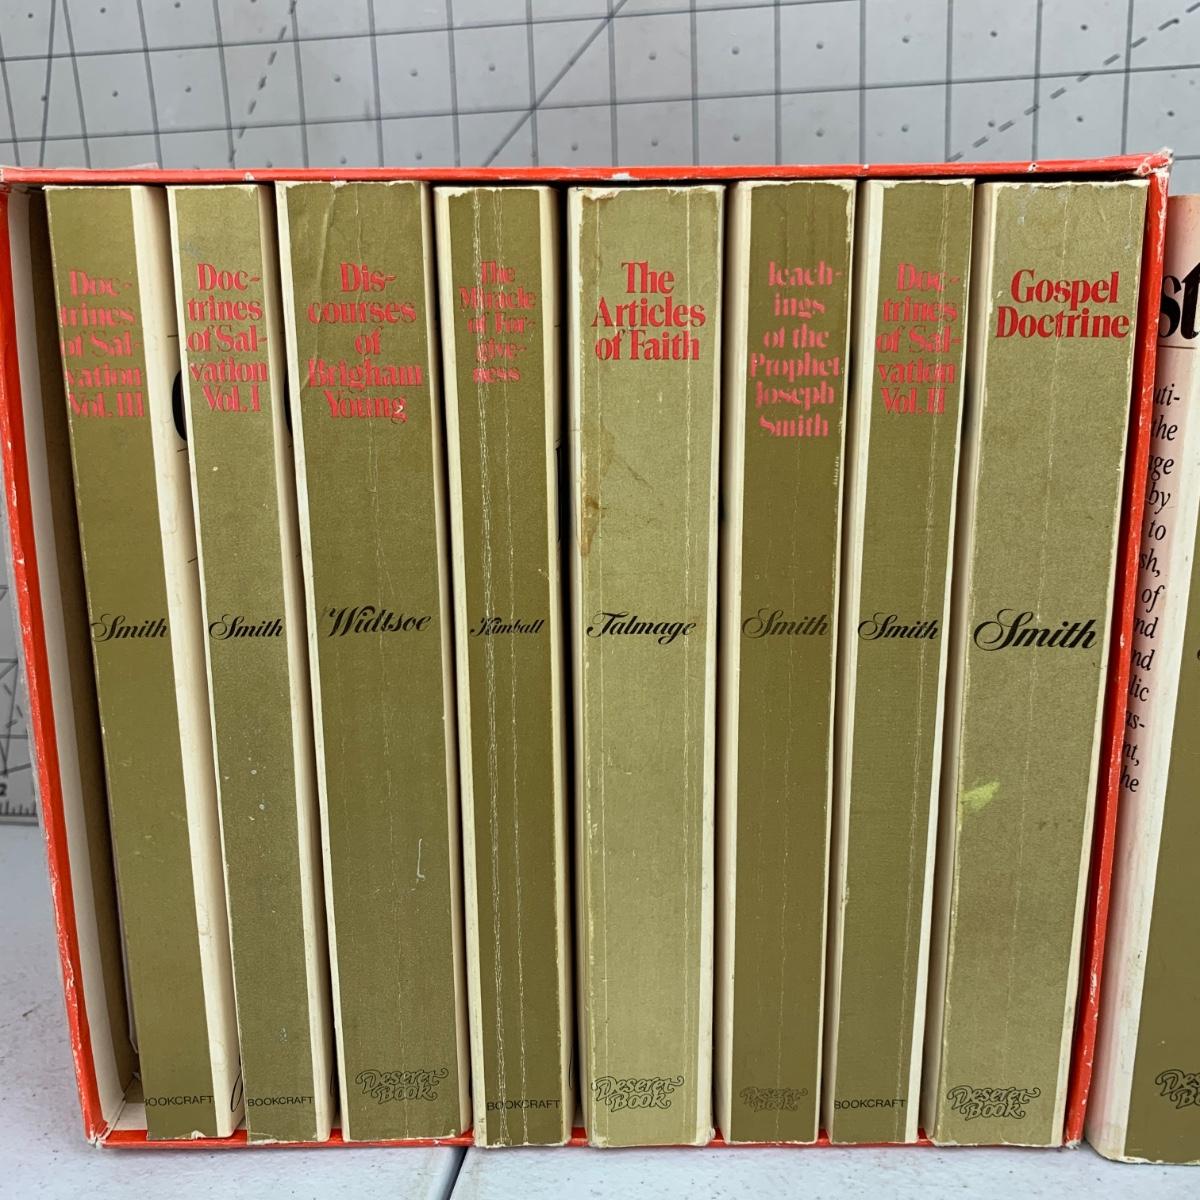 Doc-
trines
of Sal-
vation
Vol. III
Smith
BOOKCRAFT
Doc-
trines
of Sal-
vation
Vol. I
Smith
BOOKCRAFT
Dis-
courses
of
Brigham
Young
Widtsoe
Deseret
Book
The
Miracle
of For-
give-
ness
Kimball
BOOKCRAFT
The
Articles
of Faith
Talmage
Deseret
Book
Teach-
ings
of the
Prophet
Joseph
Smith
Smith
Deseret
Book
Doc-
trines
of Sal-
vation
Vol. II
Smith
BOOKCRAFT
Gospel
Doctrine
Smith
Deseret
Book
by
to
of